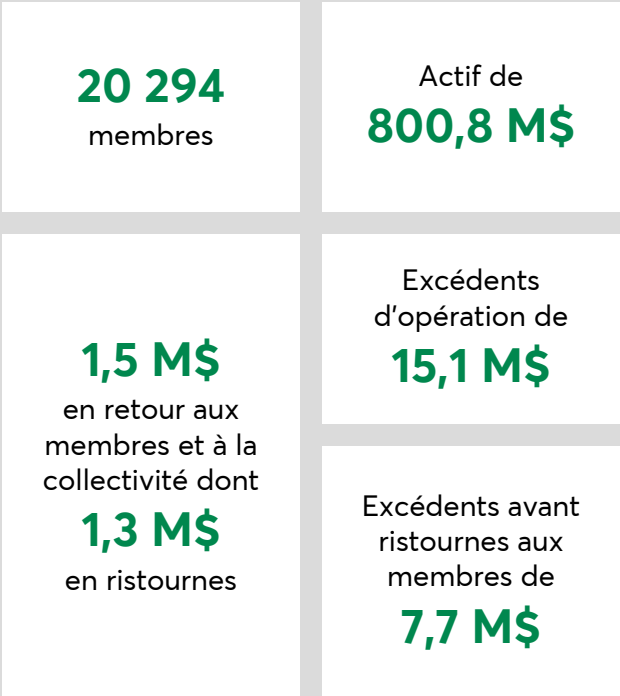 20 294
membres
Actif de
800,8 M$
1,5 M$
en retour aux
membres et à la
collectivité dont
1,3 M$
en ristournes
Excédents
d'opération de
15,1 M$
Excédents avant
ristournes aux
membres de
7,7 M$